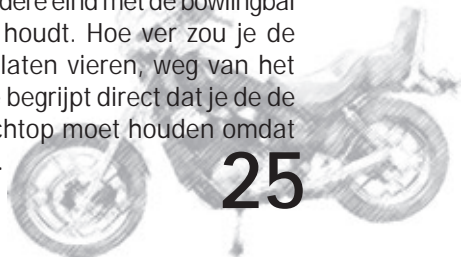 dere eind met de bowlingbal
houdt. Hoe ver zou je de
laten vieren, weg van het
begrijpt direct dat je de de
chtop moet houden omdat
25